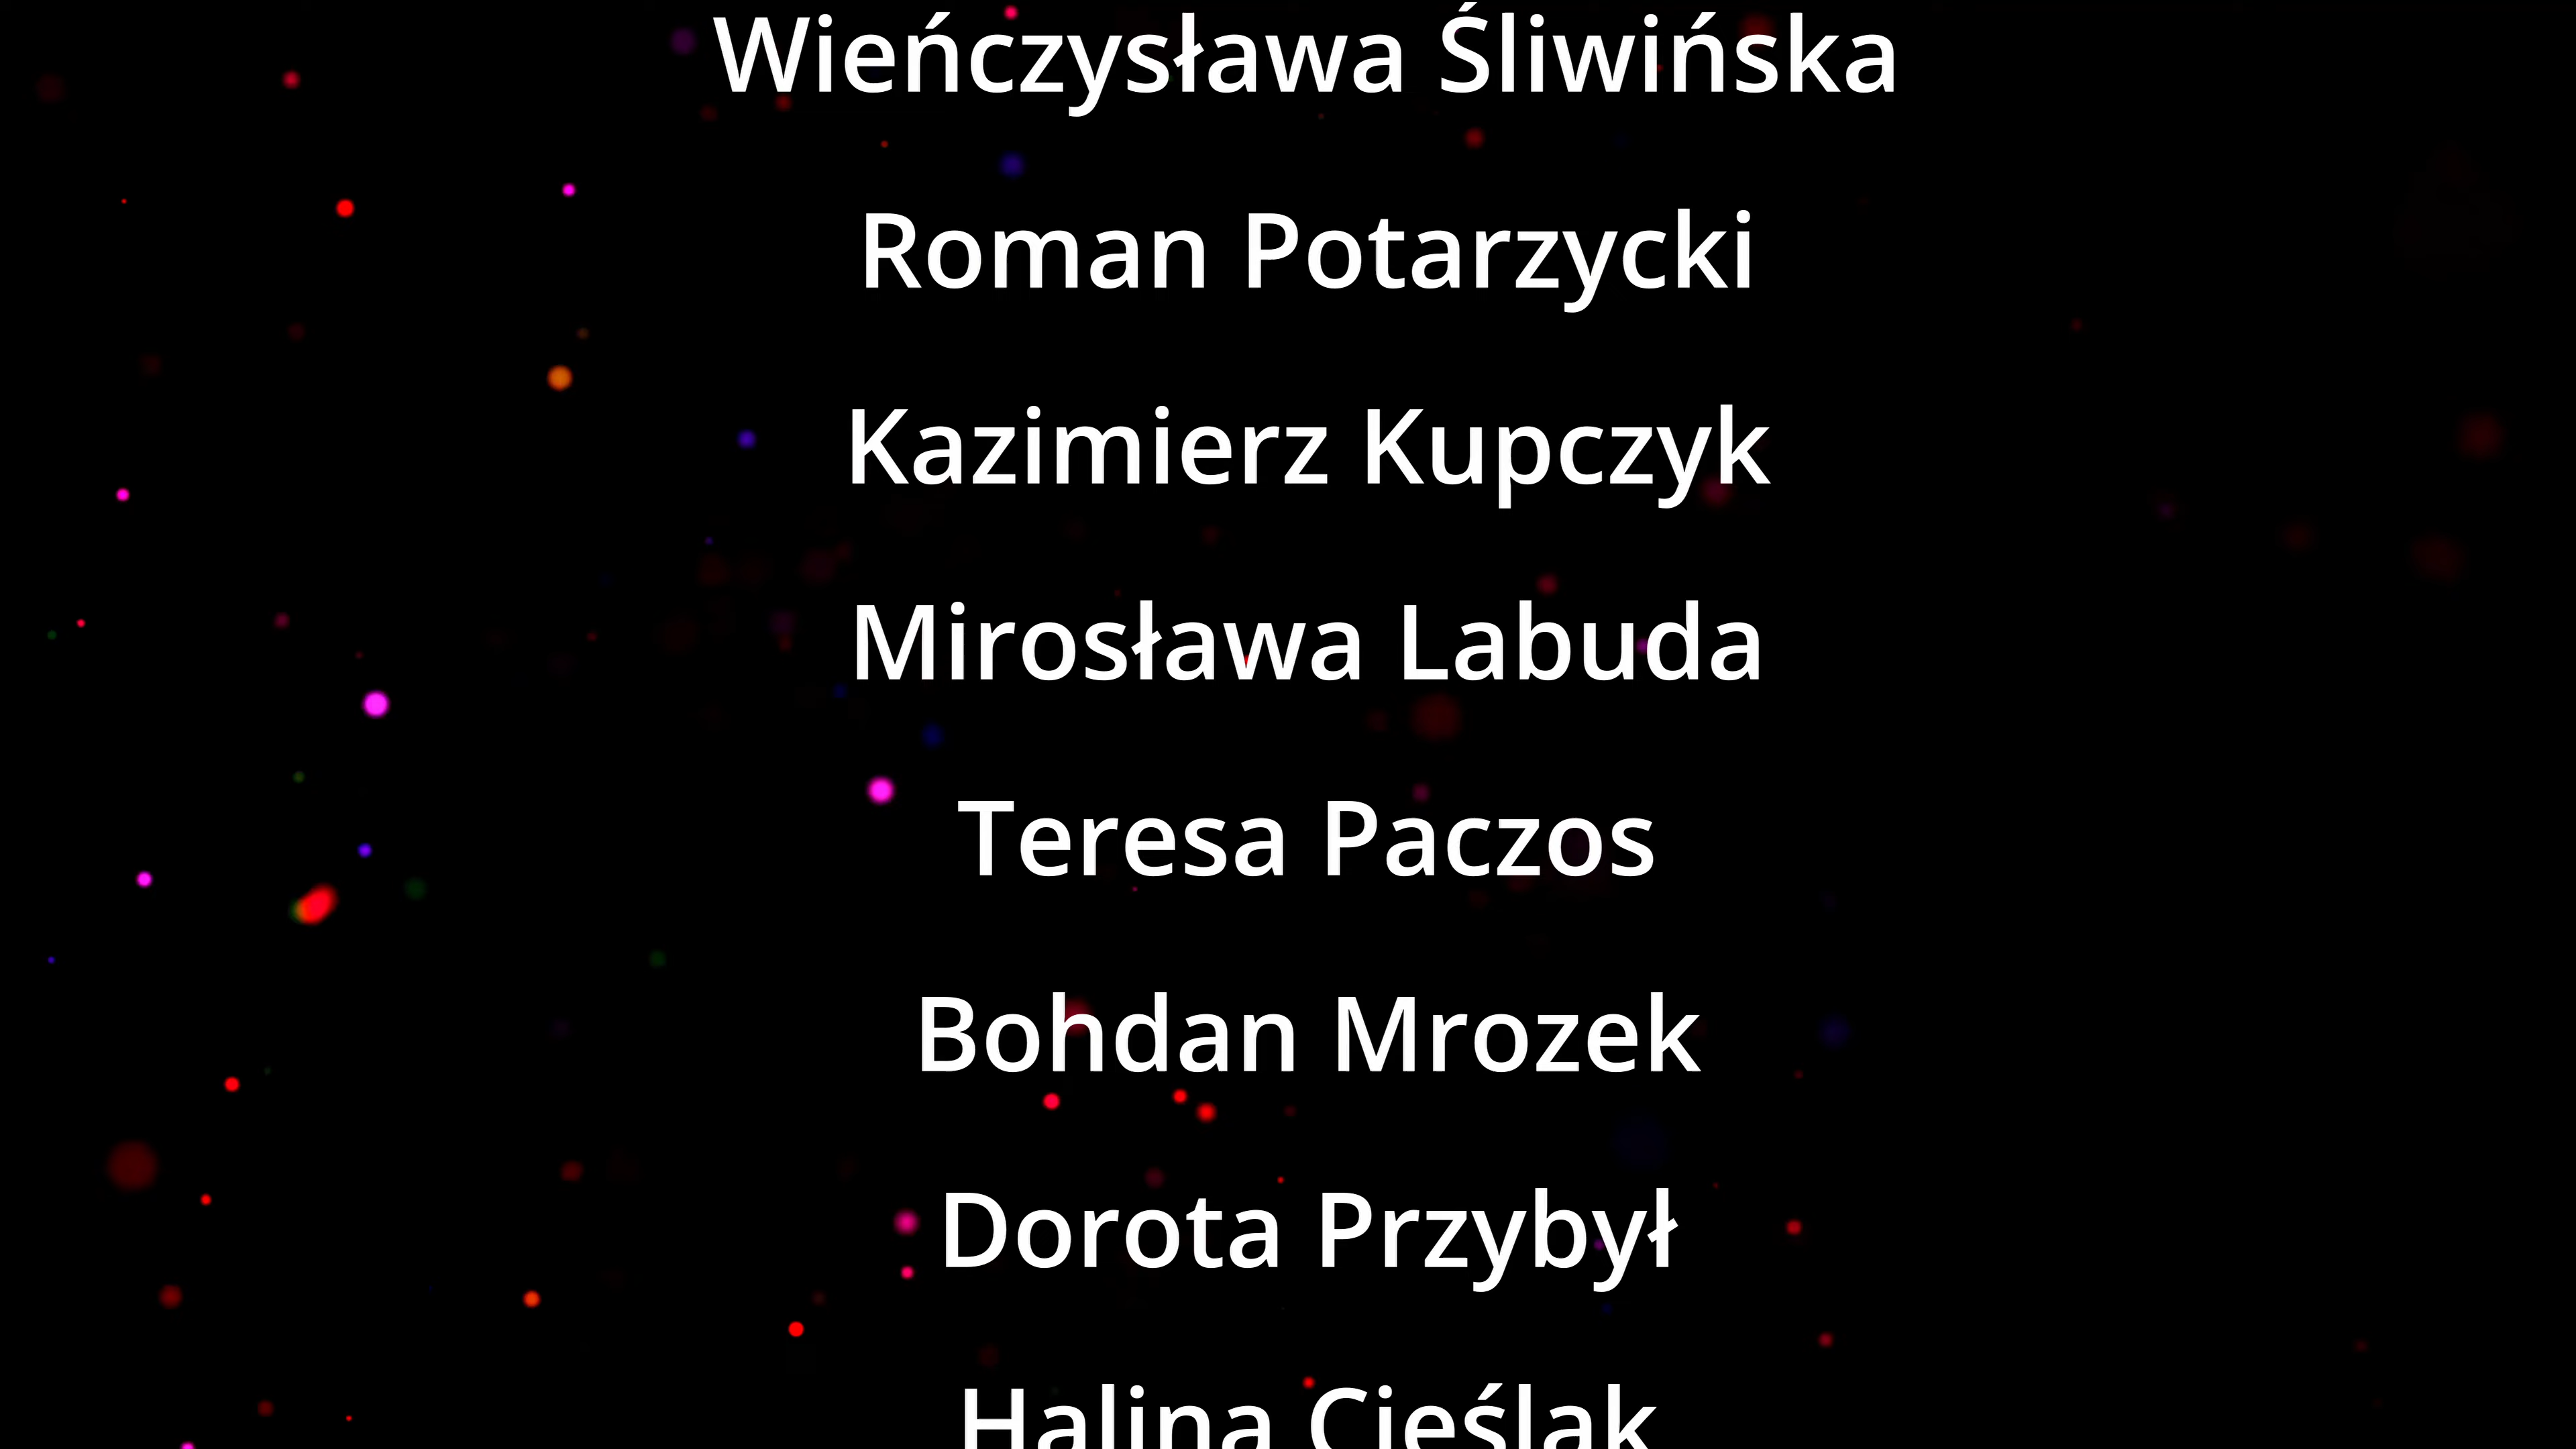 Wieńczysława Śliwińska
Roman Potarzycki
Kazimierz Kupczyk
Mirosława Labuda
Teresa Paczos
Bohdan Mrozek
Dorota Przybył
Halina Cieślak